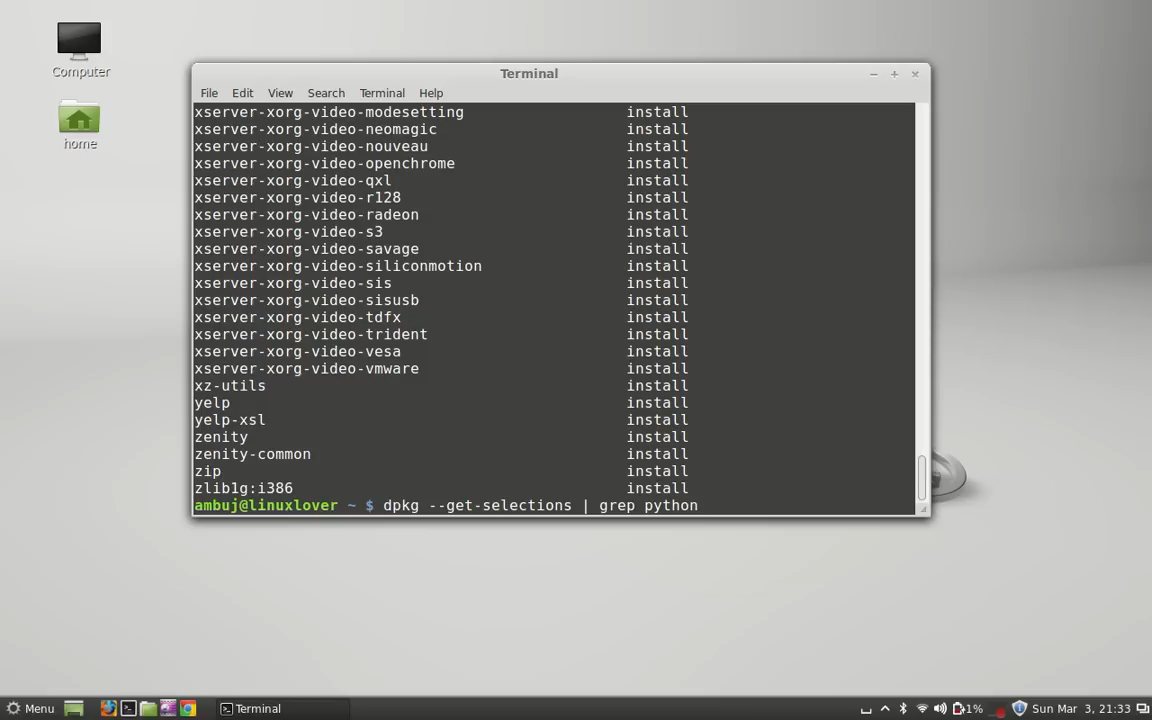 Computer
home
Terminal
File Edit View Search Terminal Help
xserver-xorg-video-modesetting install
xserver-xorg-video-neomagic install
xserver-xorg-video-nouveau install
xserver-xorg-video-openchrome install
xserver-xorg-video-qxl install
xserver-xorg-video-r128 install
xserver-xorg-video-radeon install
xserver-xorg-video-s3 install
xserver-xorg-video-savage install
xserver-xorg-video-siliconmotion install
xserver-xorg-video-sis install
xserver-xorg-video-sisusb install
xserver-xorg-video-tdfx install
xserver-xorg-video-trident install
xserver-xorg-video-vesa install
xserver-xorg-video-vmware install
xz-utils install
yelp install
yelp-xsl install
zenity install
zenity-common install
zip install
zlib1g:i386 install
ambuj@linuxlover ~ $ dpkg --get-selections | grep python
Menu Terminal 1% Sun Mar 3, 21:33